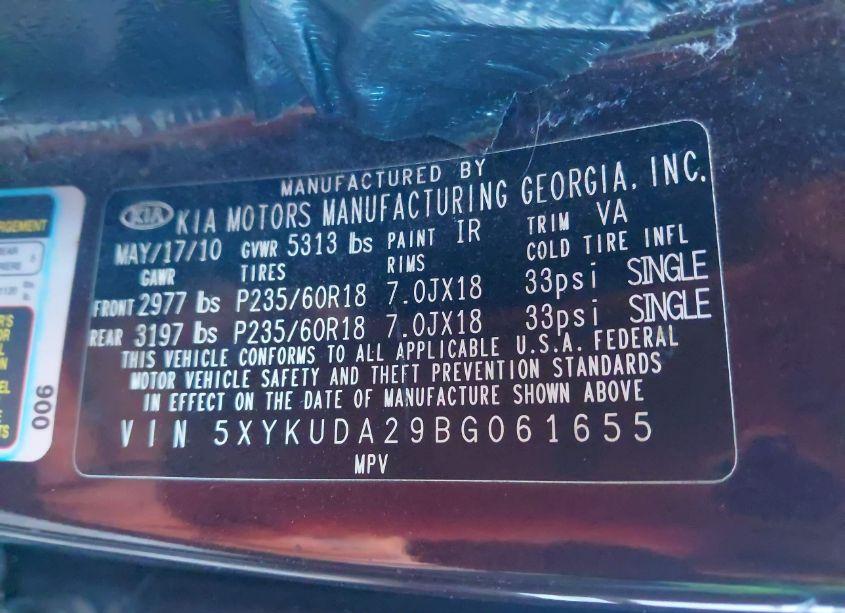 MANUFACTURED BY
KIA KIA MOTORS MANUFACTURING GEORGIA, INC.
MAY/17/10 GVWR 5313 lbs PAINT IR TRIM VA
GAWR TIRES RIMS COLD TIRE INFL
FRONT 2977 lbs P235/60R18 7.0JX18 33psi SINGLE
REAR 3197 lbs P235/60R18 7.0JX18 33psi SINGLE
THIS VEHICLE CONFORMS TO ALL APPLICABLE U.S.A. FEDERAL
MOTOR VEHICLE SAFETY AND THEFT PREVENTION STANDARDS
IN EFFECT ON THE DATE OF MANUFACTURE SHOWN ABOVE
VIN 5XYKUDA29BG061655
MPV
006